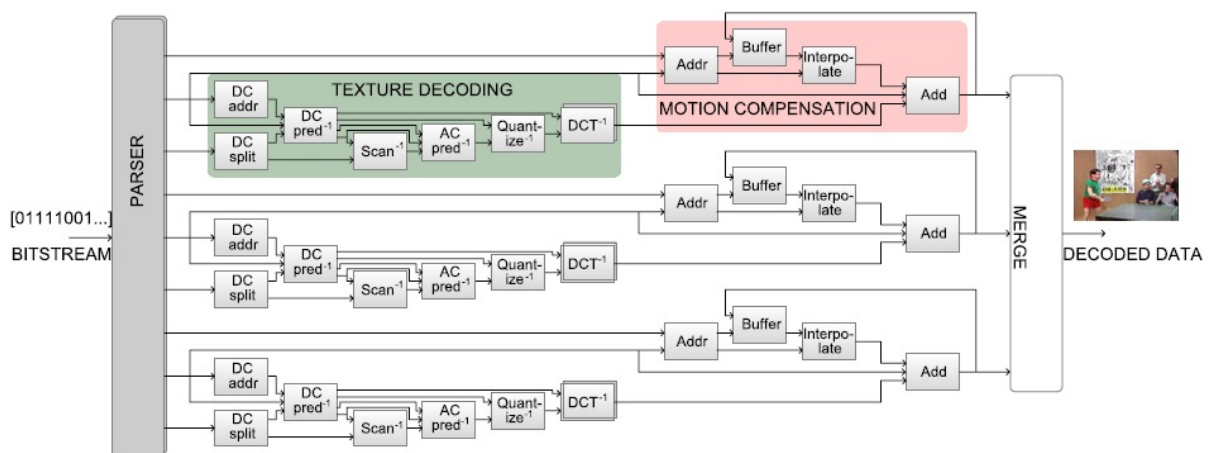 PARSER
[01111001...]
BITSTREAM
TEXTURE DECODING
DC
addr
DC
split
DC
pred-1
Scan-1
AC
pred-1
Quant-
ize-1
DCT-1
MOTION COMPENSATION
Addr
Buffer
Interpo-
late
Add
DC
addr
DC
split
DC
pred-1
Scan-1
AC
pred-1
Quant-
ize-1
DCT-1
Addr
Buffer
Interpo-
late
Add
DC
addr
DC
split
DC
pred-1
Scan-1
AC
pred-1
Quant-
ize-1
DCT-1
Addr
Buffer
Interpo-
late
Add
MERGE
DECODED DATA